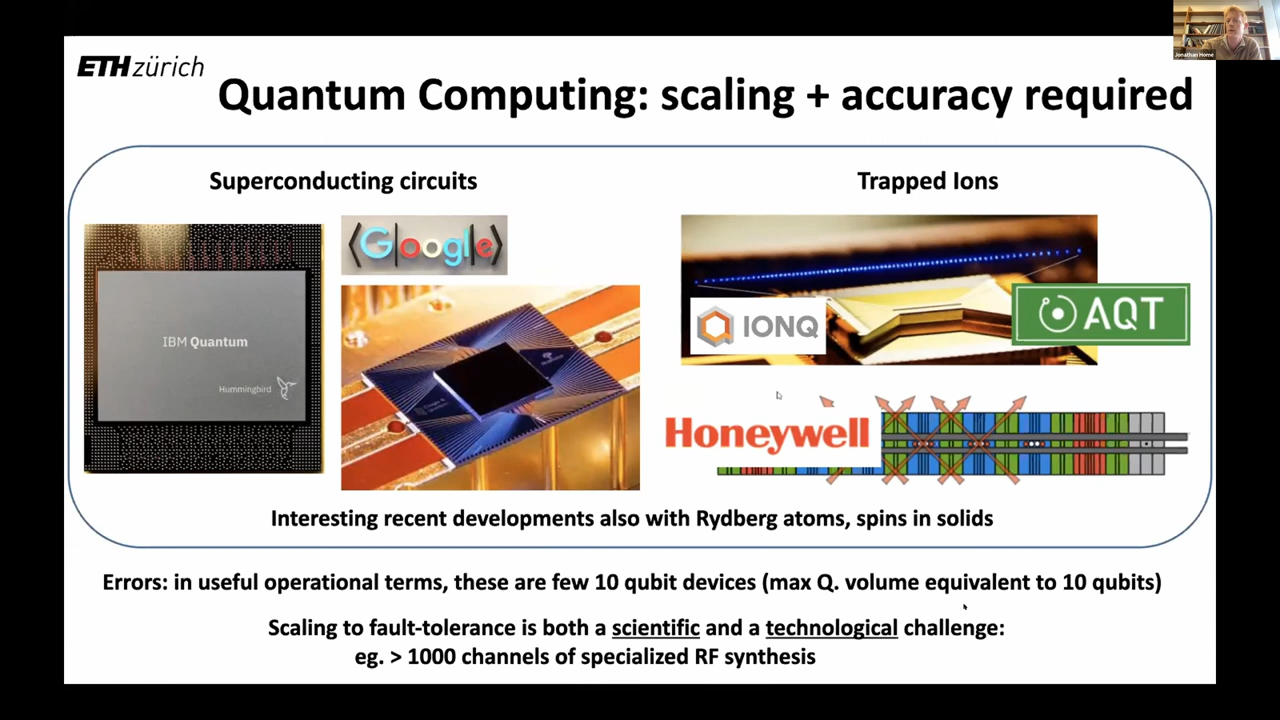 Jonathan Home
ETH zürich
Quantum Computing: scaling + accuracy required
Superconducting circuits
Trapped Ions
Google
IBM Quantum
Hummingbird
IONQ
AQT
Honeywell
Interesting recent developments also with Rydberg atoms, spins in solids
Errors: in useful operational terms, these are few 10 qubit devices (max Q. volume equivalent to 10 qubits)
Scaling to fault-tolerance is both a scientific and a technological challenge:
eg. > 1000 channels of specialized RF synthesis